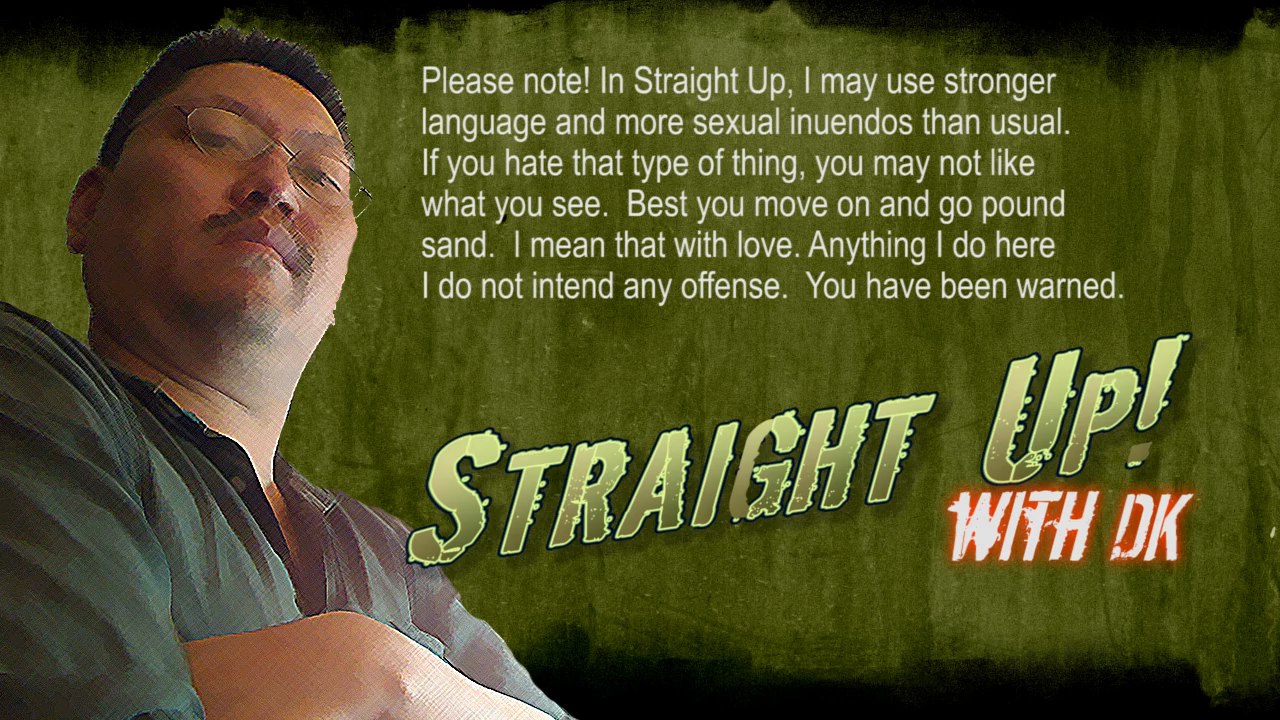 Please note! In Straight Up, I may use stronger
language and more sexual inuendos than usual.
If you hate that type of thing, you may not like
what you see.  Best you move on and go pound
sand.  I mean that with love. Anything I do here
I do not intend any offense.  You have been warned.
STRAIGHT UP!
WITH DK